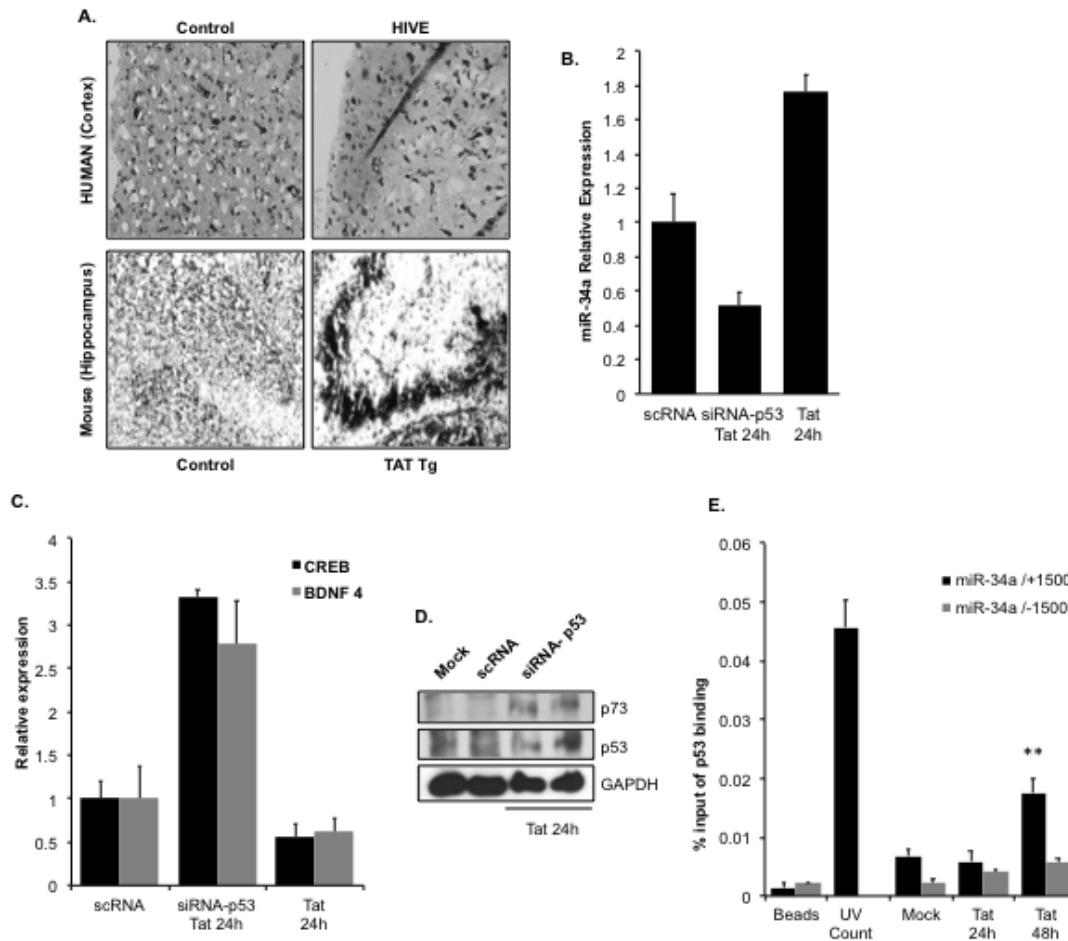 A.
Control HIVE
HUMAN (Cortex)
Mouse (Hippocampus)
Control TAT Tg
B.
miR-34a Relative Expression
2
1.8
1.6
1.4
1.2
1
0.8
0.6
0.4
0.2
0
scRNA siRNA-p53 Tat
Tat 24h 24h
C.
Relative expression
4
3.5
3
2.5
2
1.5
1
0.5
0
CREB
BDNF 4
scRNA siRNA-p53 Tat
Tat 24h 24h
D.
Mock scRNA siRNA- p53
p73
p53
GAPDH
Tat 24h
E.
% input of p53 binding
0.06
0.05
0.04
0.03
0.02
0.01
0
miR-34a /+1500
miR-34a /-1500
**
Beads UV Mock Tat Tat
Count 24h 48h